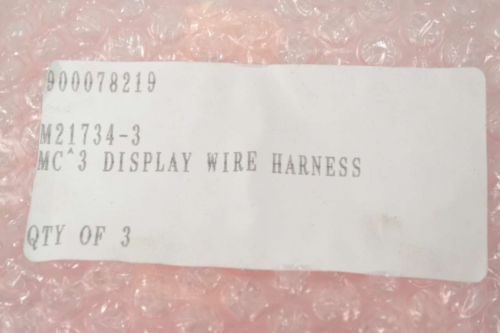 900078219
M21734-3
MC^3 DISPLAY WIRE HARNESS
QTY OF 3